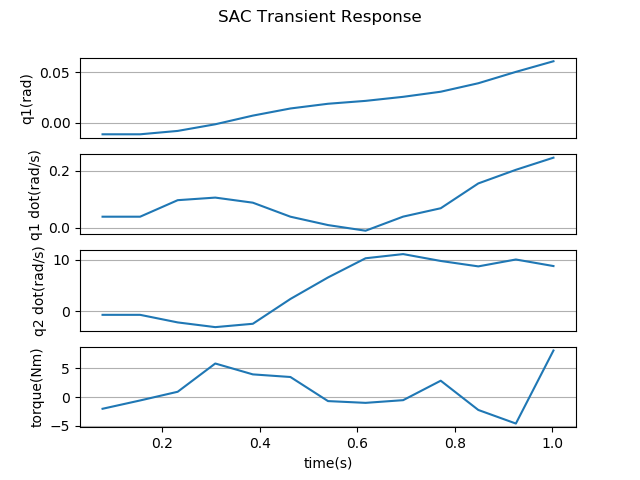 SAC Transient Response
q1(rad)
0.05
0.00
q1 dot(rad/s)
0.2
0.0
q2 dot(rad/s)
10
0
torque(Nm)
5
0
−5
0.2 0.4 0.6 0.8 1.0
time(s)